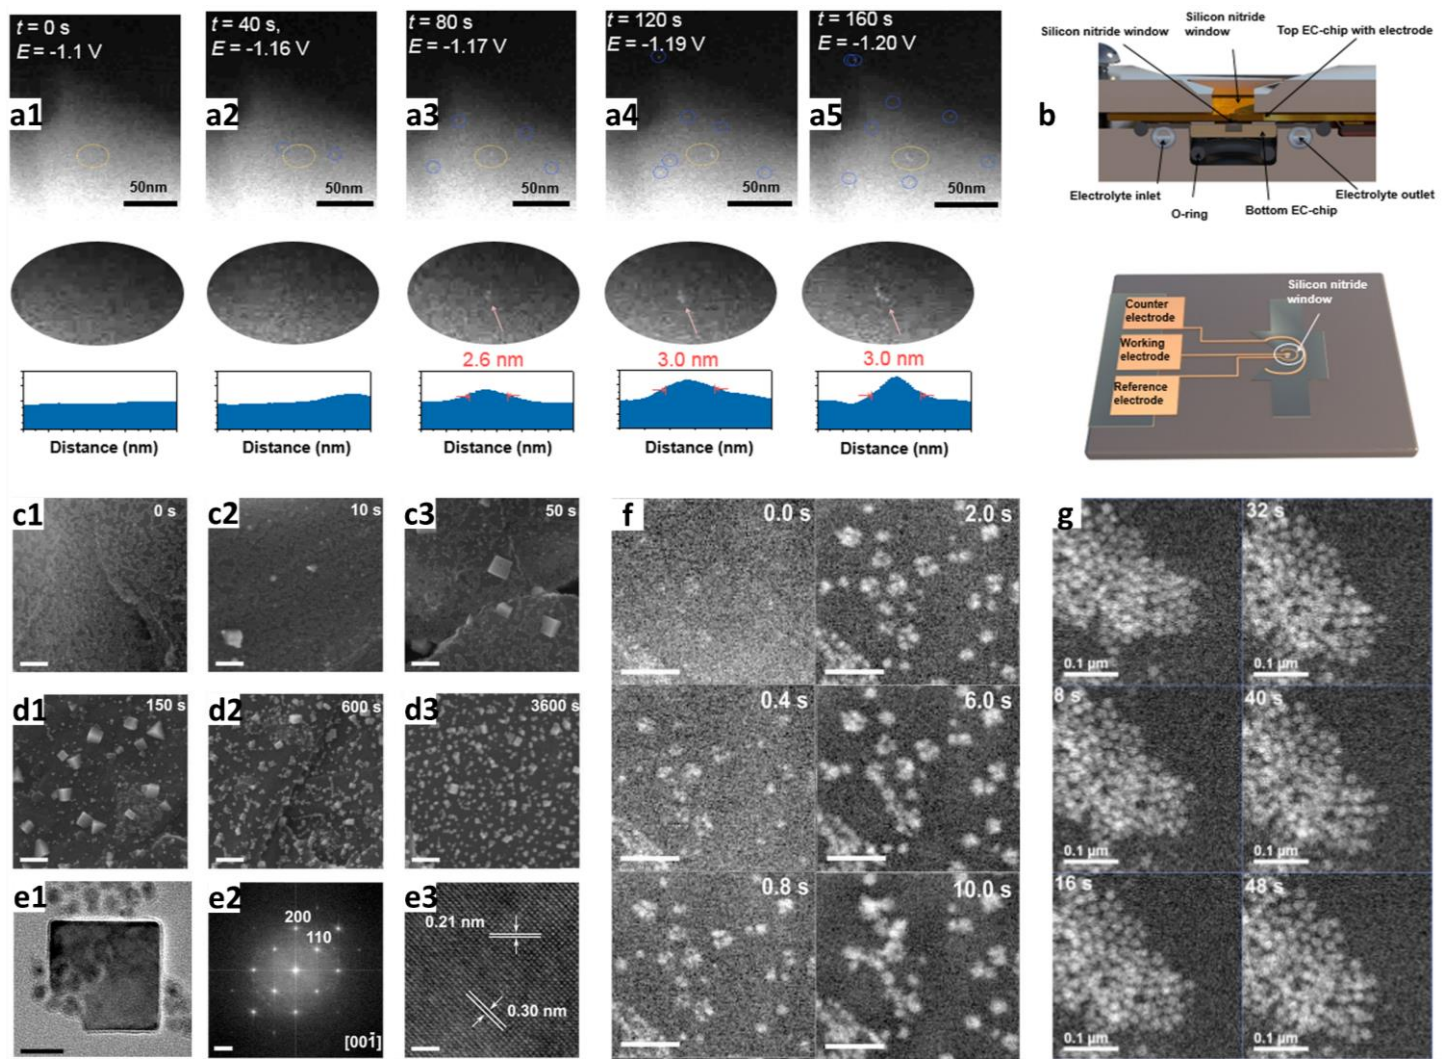 t = 0 s
E = -1.1 V
a1
50nm
t = 40 s,
E = -1.16 V
a2
50nm
t = 80 s
E = -1.17 V
a3
50nm
t = 120 s
E = -1.19 V
a4
50nm
t = 160 s
E = -1.20 V
a5
50nm
2.6 nm
3.0 nm
3.0 nm
Distance (nm)
Distance (nm)
Distance (nm)
Distance (nm)
Distance (nm)
b
Silicon nitride window
Silicon nitride
window
Top EC-chip with electrode
Electrolyte inlet
O-ring
Bottom EC-chip
Electrolyte outlet
Counter
electrode
Working
electrode
Reference
electrode
Silicon nitride
window
c1
0 s
c2
10 s
c3
50 s
d1
150 s
d2
600 s
d3
3600 s
e1
e2
200
110
[001̄]
e3
0.21 nm
0.30 nm
f
0.0 s
2.0 s
0.4 s
6.0 s
0.8 s
10.0 s
g
0.1 µm
32 s
0.1 µm
8 s
0.1 µm
40 s
0.1 µm
16 s
0.1 µm
48 s
0.1 µm